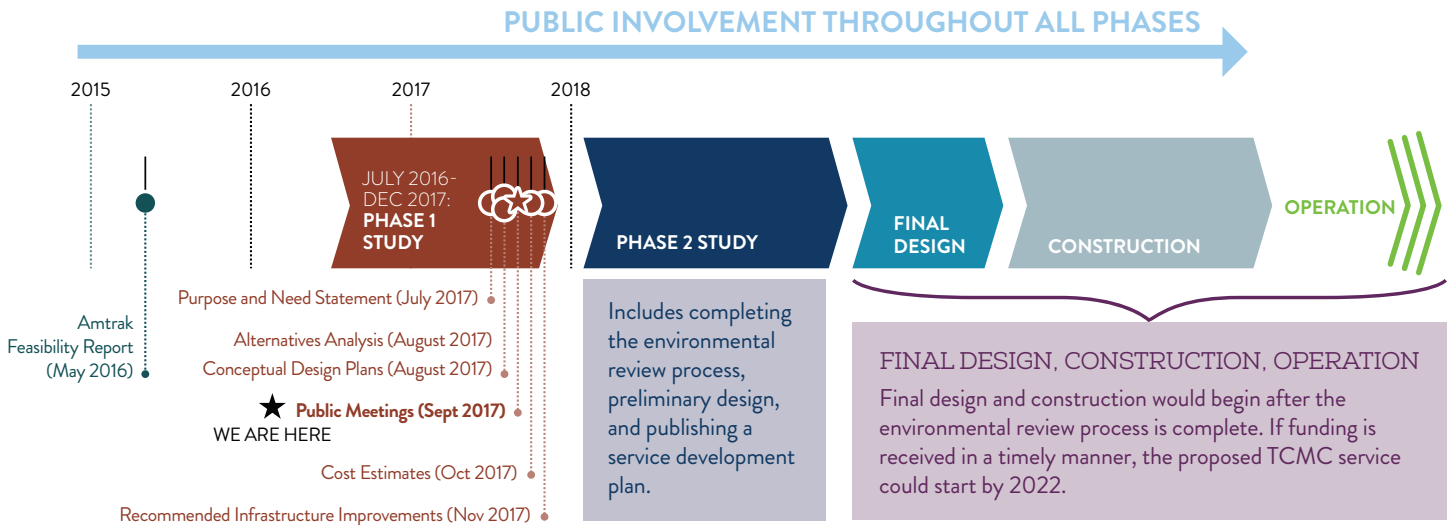 PUBLIC INVOLVEMENT THROUGHOUT ALL PHASES
2015
2016
2017
2018
JULY 2016-
DEC 2017:
PHASE 1
STUDY
PHASE 2 STUDY
FINAL
DESIGN
CONSTRUCTION
OPERATION
Amtrak
Feasibility Report
(May 2016)
Purpose and Need Statement (July 2017)
Alternatives Analysis (August 2017)
Conceptual Design Plans (August 2017)
Public Meetings (Sept 2017)
WE ARE HERE
Cost Estimates (Oct 2017)
Recommended Infrastructure Improvements (Nov 2017)
Includes completing
the environmental
review process,
preliminary design,
and publishing a
service development
plan.
FINAL DESIGN, CONSTRUCTION, OPERATION
Final design and construction would begin after the
environmental review process is complete. If funding is
received in a timely manner, the proposed TCMC service
could start by 2022.